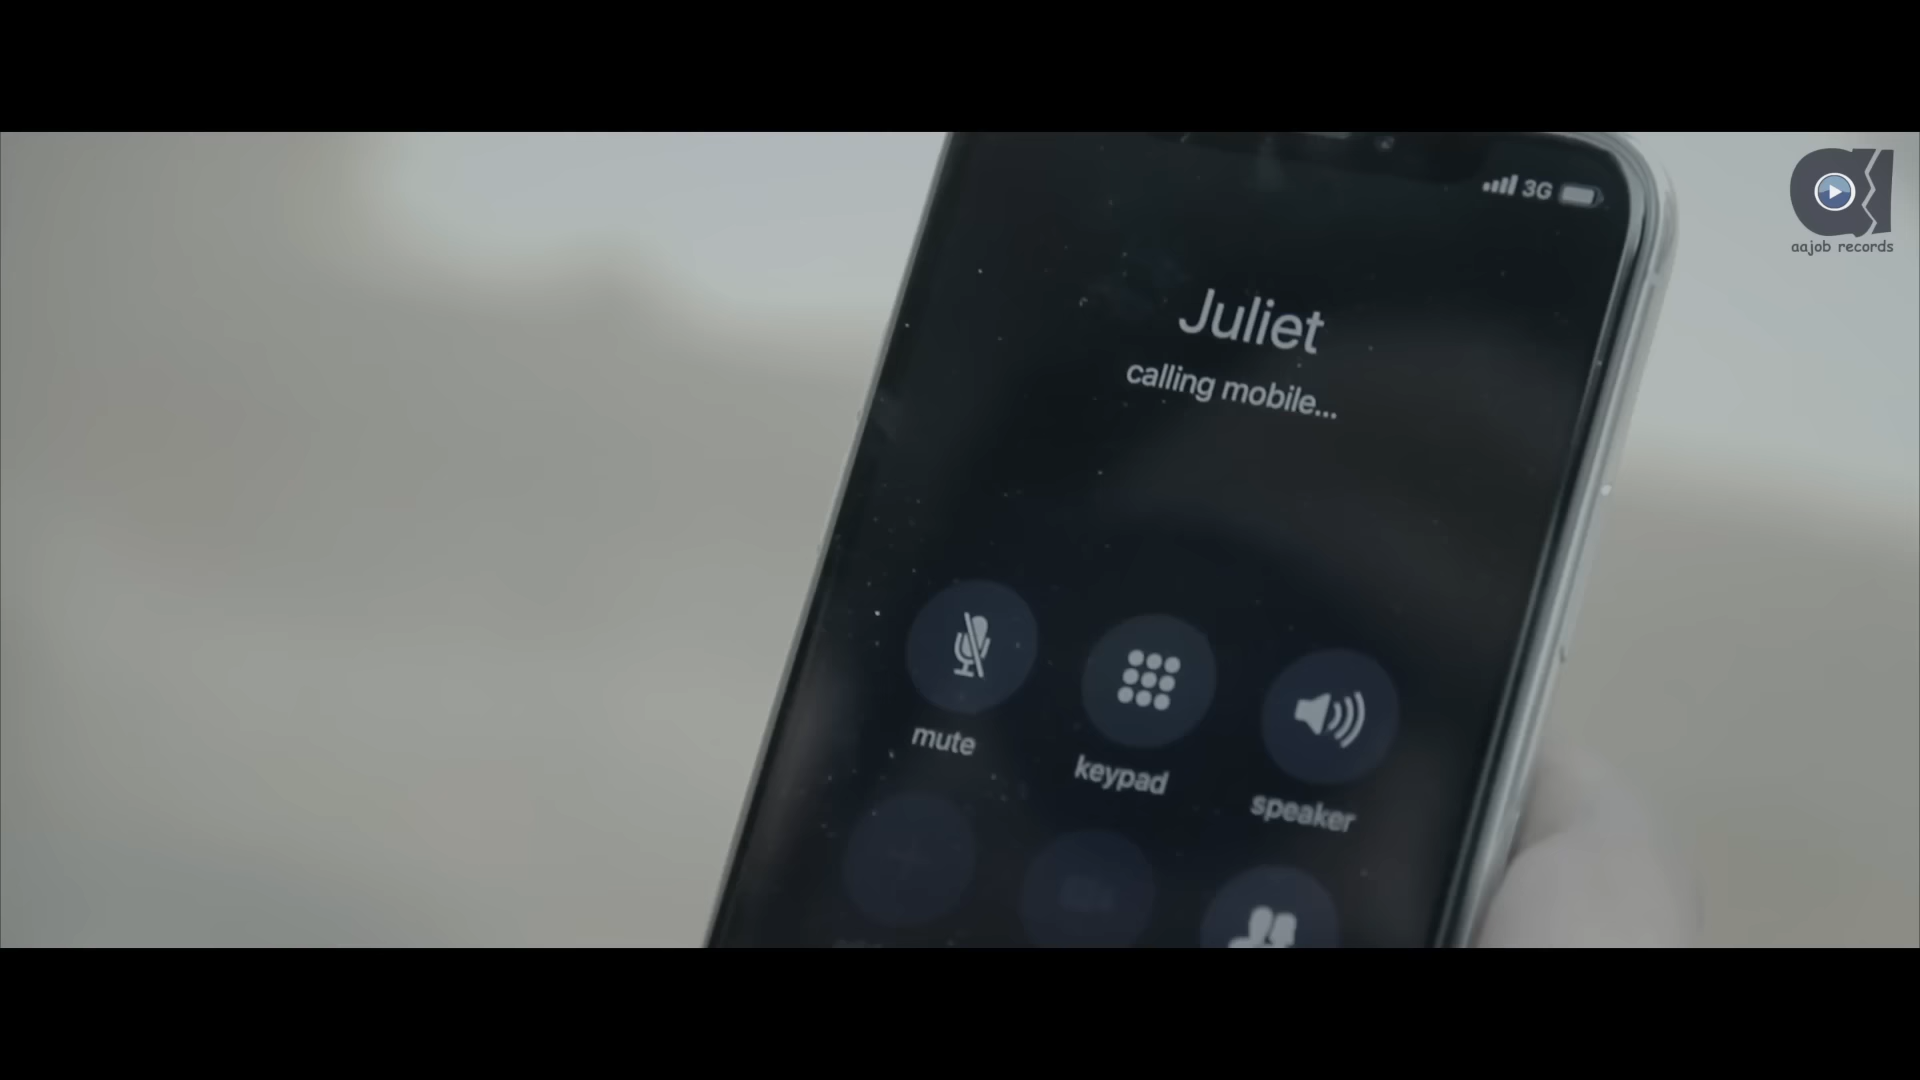 3G
aajob records
Juliet
calling mobile...
mute
keypad
speaker